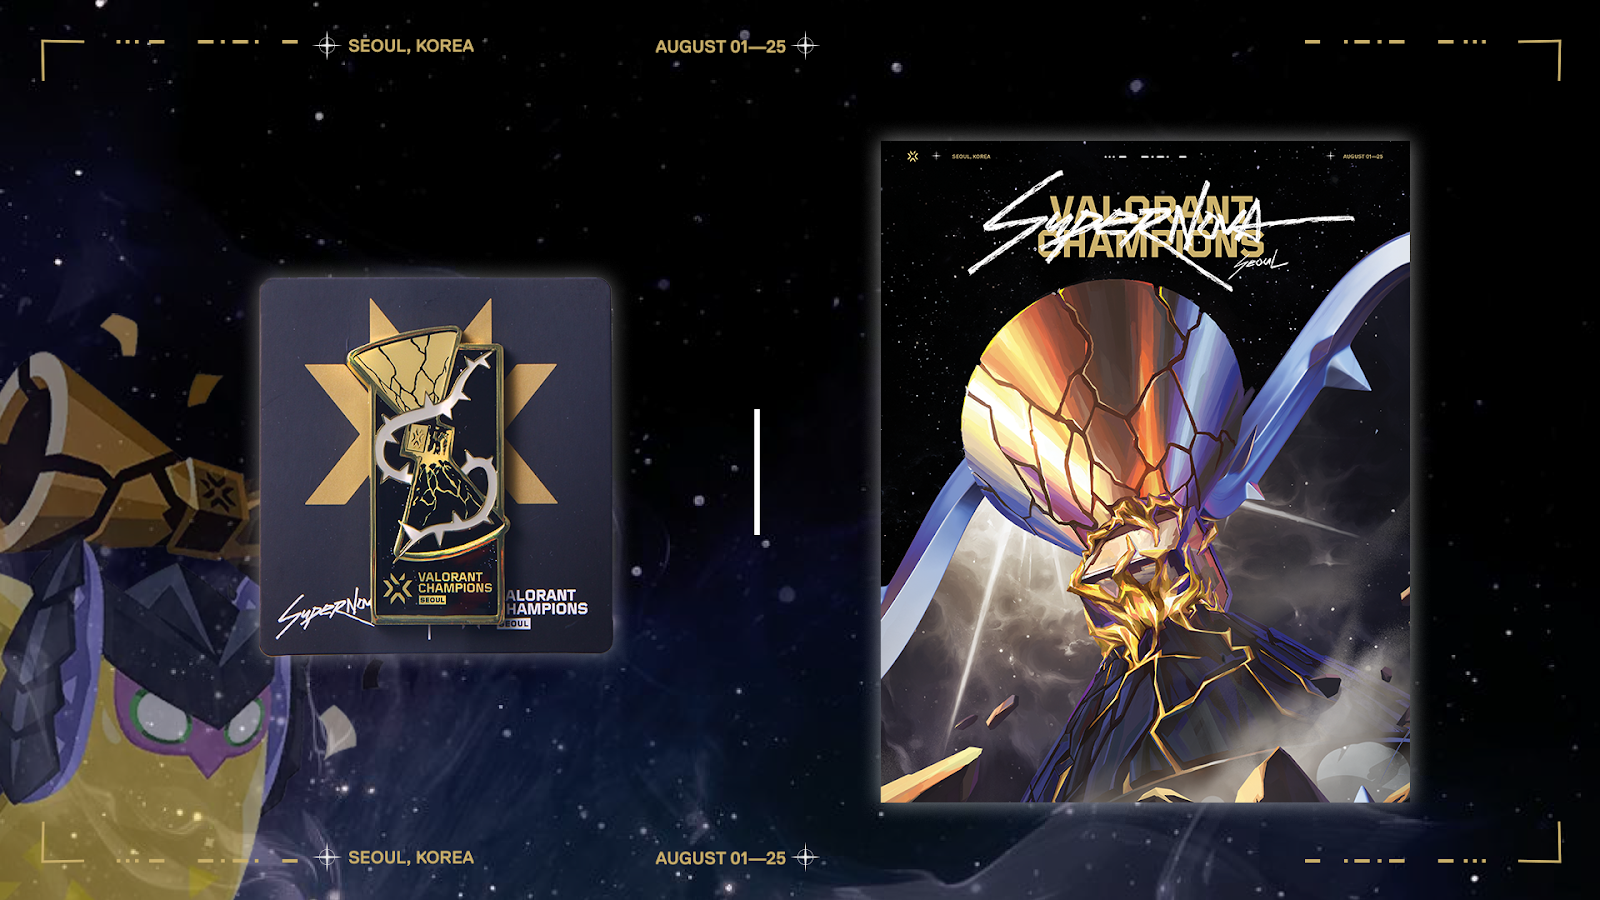 SEOUL, KOREA
AUGUST 01—25
SEOUL, KOREA
AUGUST 01—25
VALORANT
CHAMPIONS
SUPERNOVA
SEOUL
VALORANT
CHAMPIONS
SEOUL
SUPERNOV
ALORANT
HAMPIONS
EOUL
SEOUL, KOREA
AUGUST 01—25